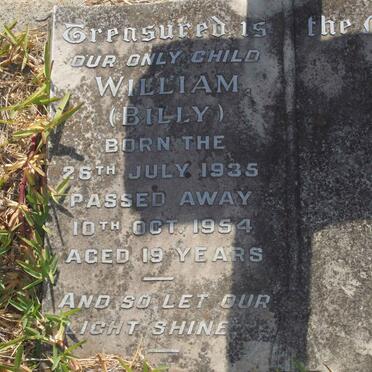 Treasured is the
OUR ONLY CHILD
WILLIAM
(BILLY)
BORN THE
26TH JULY 1935
PASSED AWAY
10TH OCT. 1954
AGED 19 YEARS
AND SO LET OUR
LIGHT SHINE